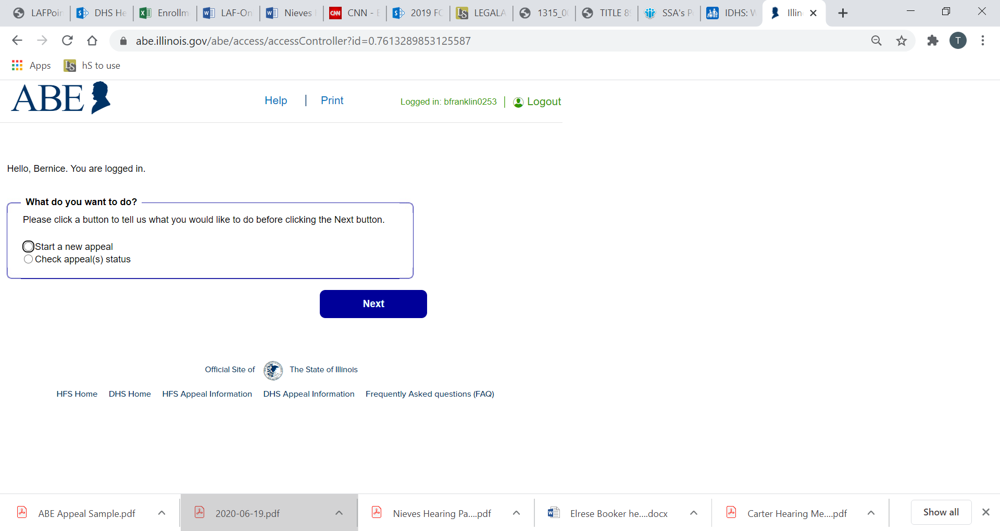 LAFPoin
DHS He
Enrollm
LAF-On
Nieves
CNN - E
2019 FC
LEGALA
1315_0
TITLE 89
SSA's P
IDHS: W
Illin
abe.illinois.gov/abe/access/accessController?id=0.7613289853125587
T
Apps
hS to use
ABE
Help | Print
Logged in: bfranklin0253 | Logout
Hello, Bernice. You are logged in.
What do you want to do?
Please click a button to tell us what you would like to do before clicking the Next button.
Start a new appeal
Check appeal(s) status
Next
Official Site of The State of Illinois
HFS Home DHS Home HFS Appeal Information DHS Appeal Information Frequently Asked questions (FAQ)
ABE Appeal Sample.pdf
2020-06-19.pdf
Nieves Hearing Pa....pdf
Elrese Booker he....docx
Carter Hearing Me....pdf
Show all